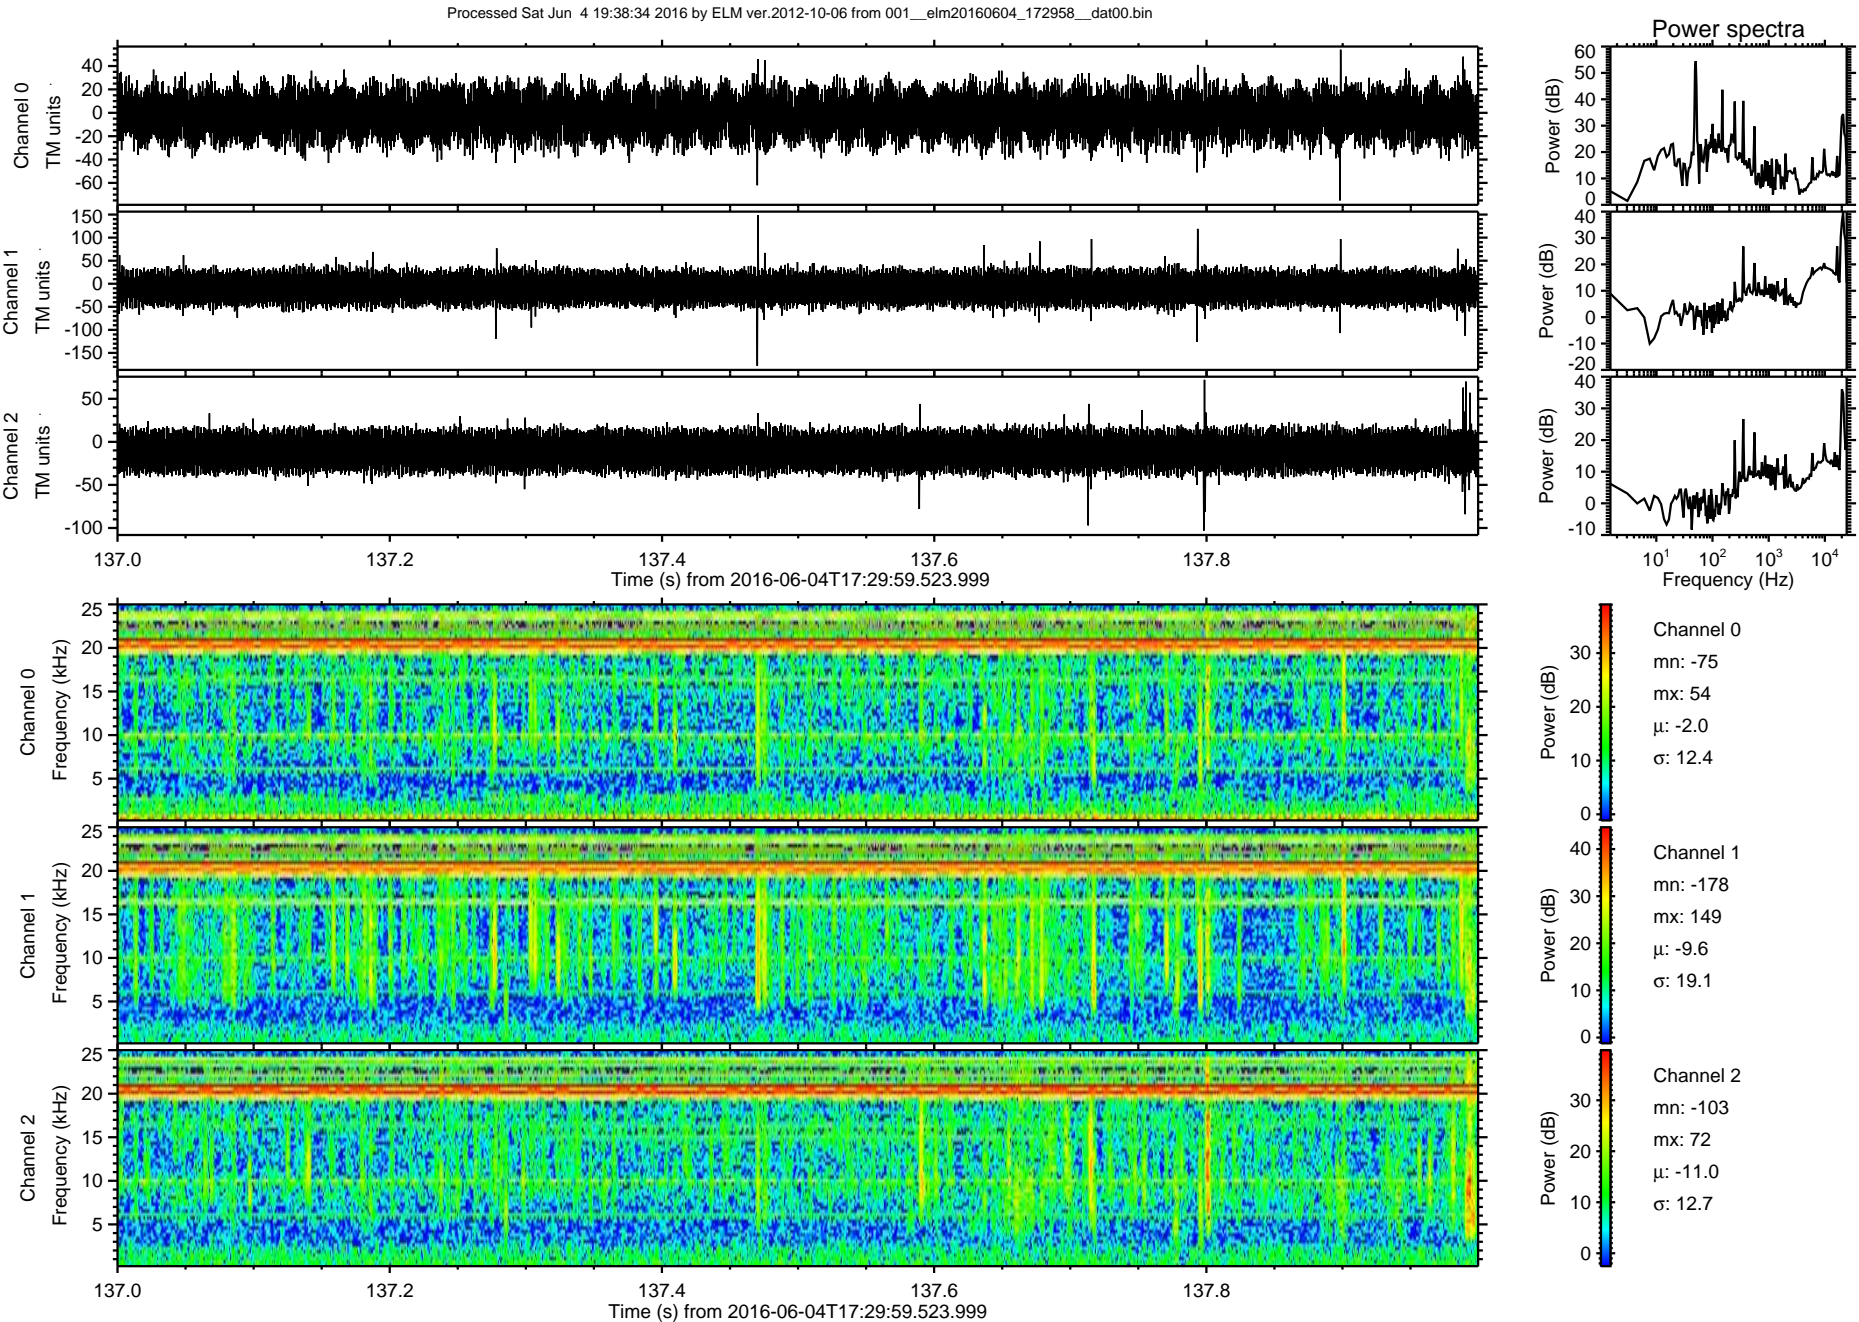 Processed Sat Jun  4 19:38:34 2016 by ELM ver.2012-10-06 from 001__elm20160604_172958__dat00.bin
Power spectra
Channel 0
TM units
40
20
0
-20
-40
-60
Power (dB)
60
50
40
30
20
10
0
Channel 1
TM units
150
100
50
0
-50
-100
-150
Power (dB)
40
30
20
10
0
-10
-20
Channel 2
TM units
50
0
-50
-100
Power (dB)
40
30
20
10
0
-10
137.0 137.2 137.4 137.6 137.8
Time (s) from 2016-06-04T17:29:59.523.999
10¹ 10² 10³ 10⁴
Frequency (Hz)
Channel 0
Frequency (kHz)
25
20
15
10
5
Power (dB)
30
20
10
0
Channel 0
mn: -75
mx: 54
μ: -2.0
σ: 12.4
Channel 1
Frequency (kHz)
25
20
15
10
5
Power (dB)
40
30
20
10
0
Channel 1
mn: -178
mx: 149
μ: -9.6
σ: 19.1
Channel 2
Frequency (kHz)
25
20
15
10
5
Power (dB)
30
20
10
0
Channel 2
mn: -103
mx: 72
μ: -11.0
σ: 12.7
137.0 137.2 137.4 137.6 137.8
Time (s) from 2016-06-04T17:29:59.523.999